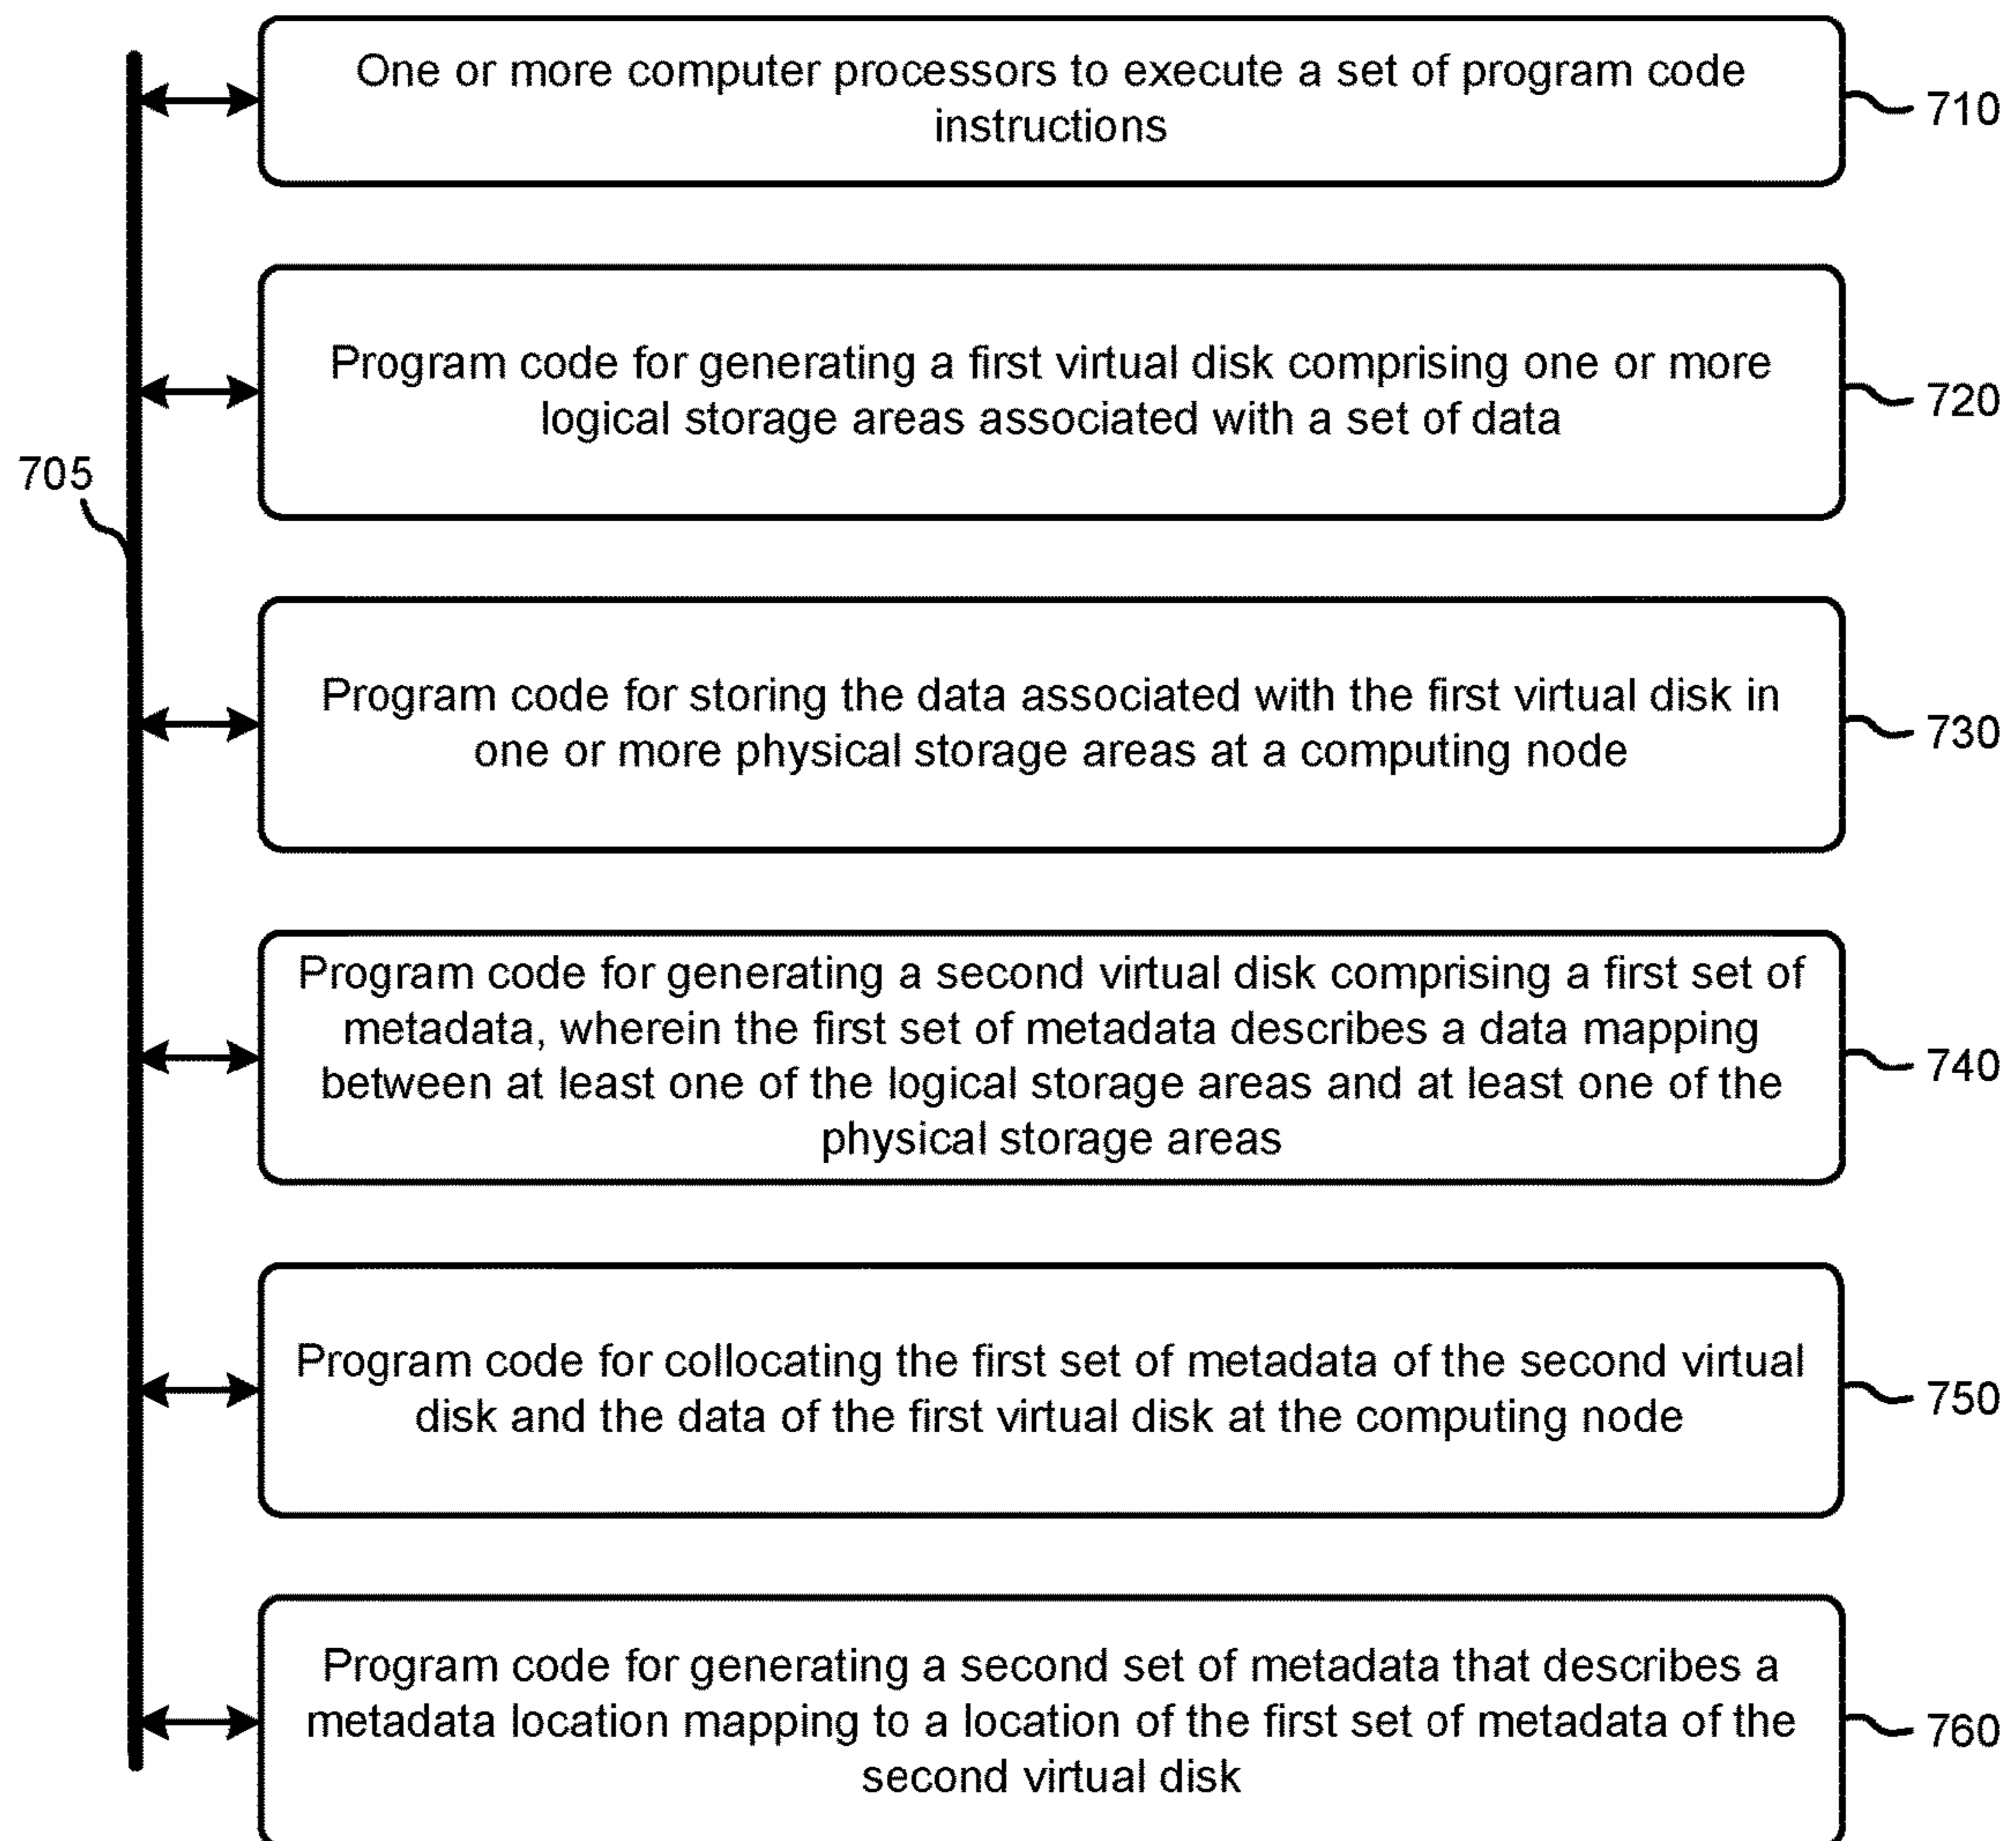 One or more computer processors to execute a set of program code
instructions
710
Program code for generating a first virtual disk comprising one or more
logical storage areas associated with a set of data
720
705
Program code for storing the data associated with the first virtual disk in
one or more physical storage areas at a computing node
730
Program code for generating a second virtual disk comprising a first set of
metadata, wherein the first set of metadata describes a data mapping
between at least one of the logical storage areas and at least one of the
physical storage areas
740
Program code for collocating the first set of metadata of the second virtual
disk and the data of the first virtual disk at the computing node
750
Program code for generating a second set of metadata that describes a
metadata location mapping to a location of the first set of metadata of the
second virtual disk
760